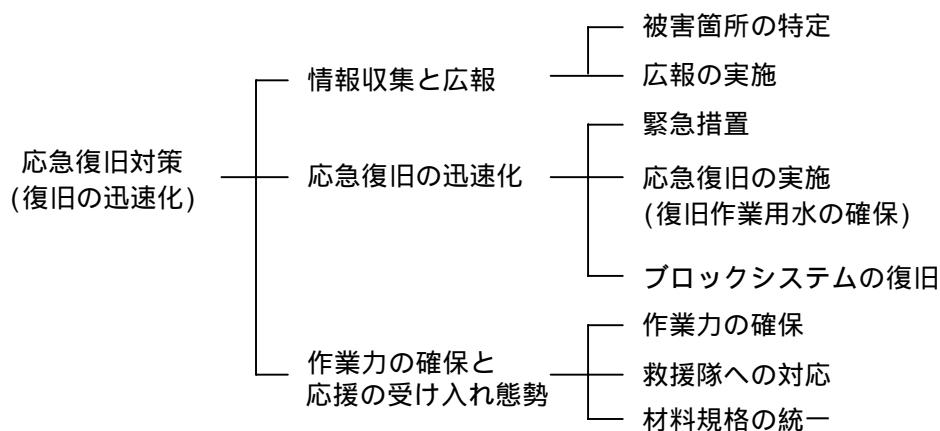 応急復旧対策
(復旧の迅速化)
情報収集と広報
被害箇所の特定
広報の実施
応急復旧の迅速化
緊急措置
応急復旧の実施
(復旧作業用水の確保)
ブロックシステムの復旧
作業力の確保と
応援の受け入れ態勢
作業力の確保
救援隊への対応
材料規格の統一